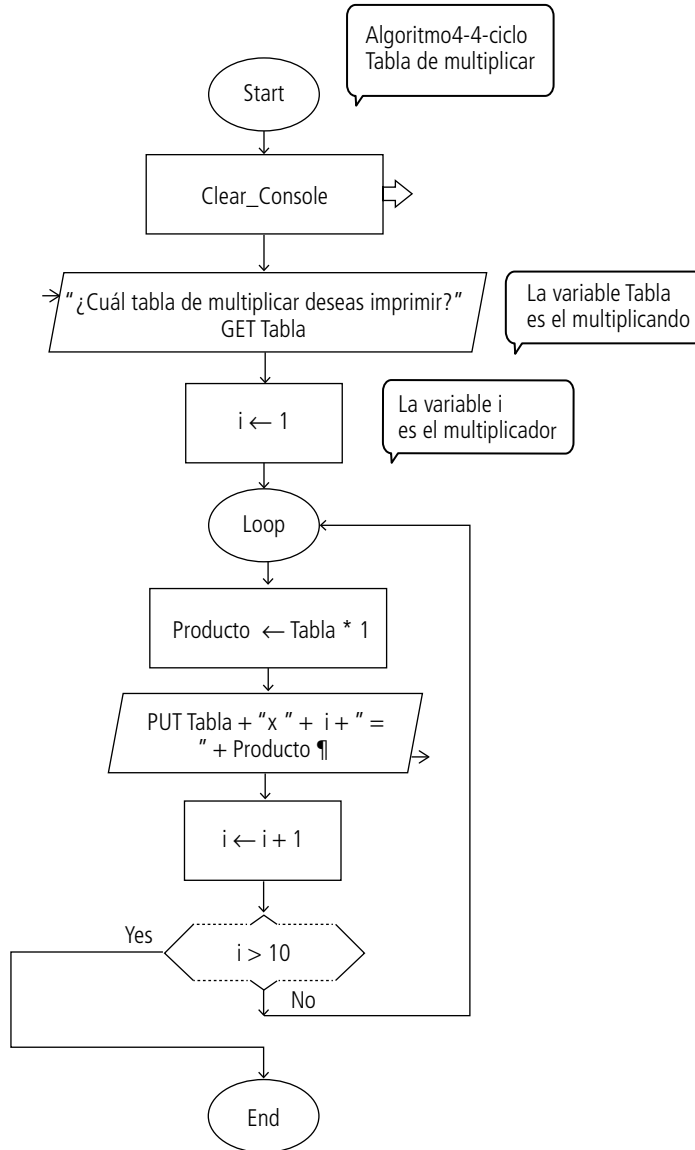 Algoritmo4-4-ciclo
Tabla de multiplicar
Start
Clear_Console
“¿Cuál tabla de multiplicar deseas imprimir?”
GET Tabla
La variable Tabla
es el multiplicando
i ← 1
La variable i
es el multiplicador
Loop
Producto ← Tabla * 1
PUT Tabla + “x ” + i + ” =
” + Producto ¶
i ← i + 1
Yes
i > 10
No
End